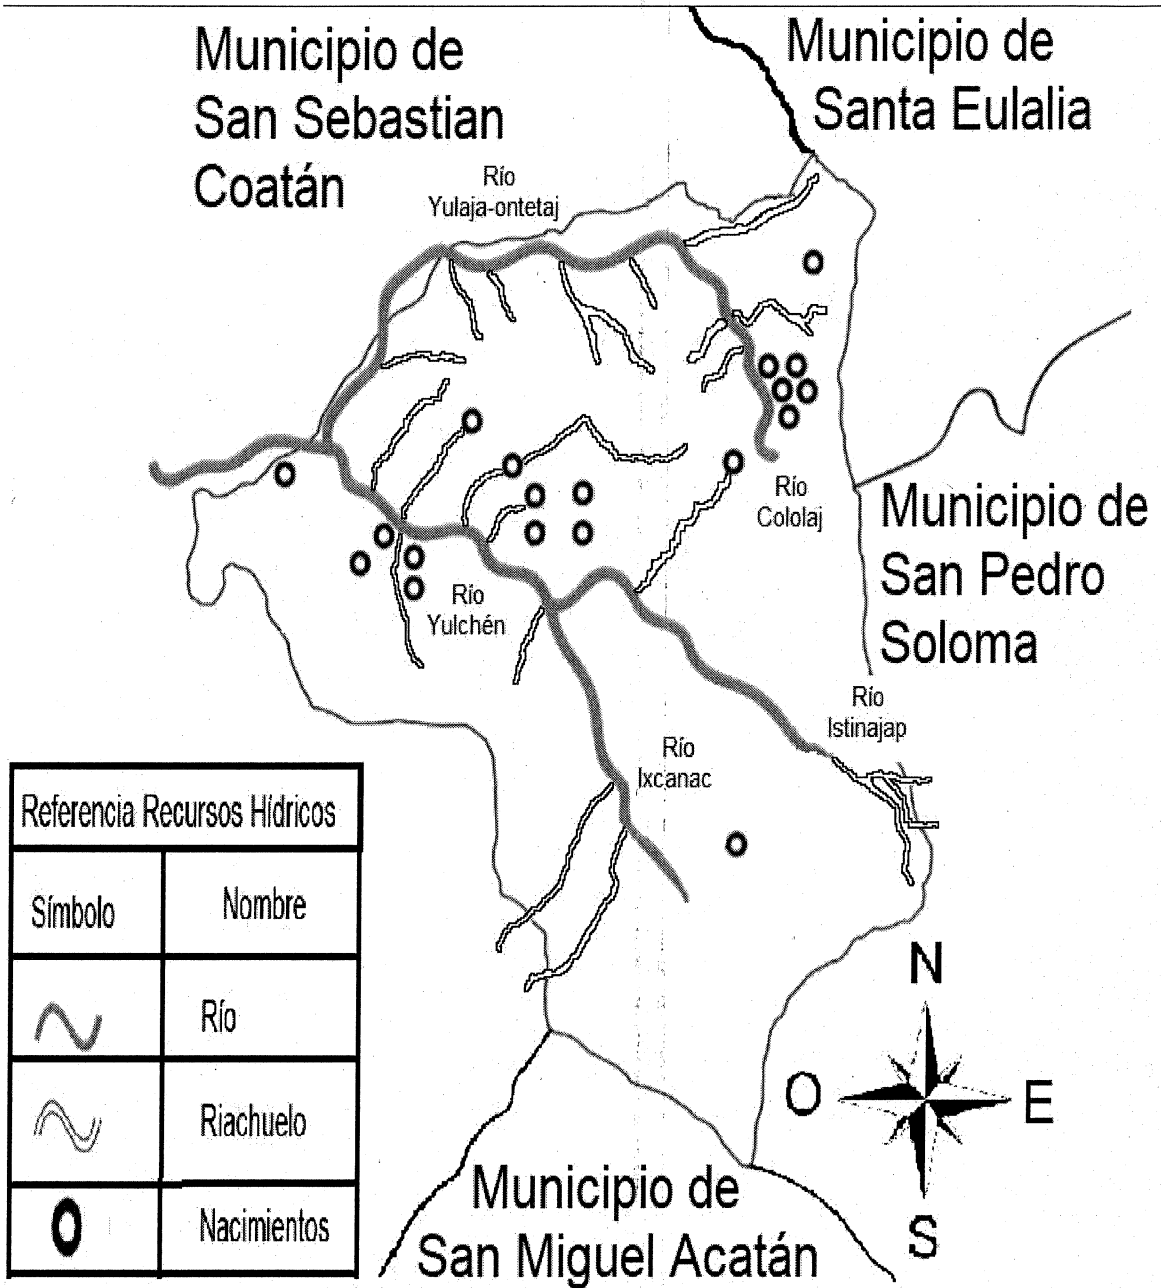 Municipio de
San Sebastian
Coatán
Municipio de
Santa Eulalia
Río
Yulaja-ontetaj
Río
Cololaj
Municipio de
San Pedro
Soloma
Río
Yulchén
Río
Istinajap
Río
Ixcanac
Referencia Recursos Hídricos
Símbolo Nombre
Río
Riachuelo
Nacimientos
N
O E
S
Municipio de
San Miguel Acatán